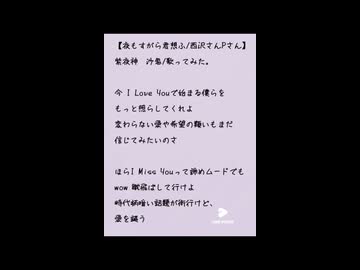 【夜もすがら君想ふ/西沢さんPさん】
紫夜神 汐恩/歌ってみた。
今 I Love Youで始まる僕らを
もっと照らしてくれよ
変わらない愛や希望の類いもまだ
信じてみたいのさ
ほらI Miss Youって諦めムードでも
wow 蹴飛ばして行けよ
時代柄暗い話題が街行けど、
愛を謳う